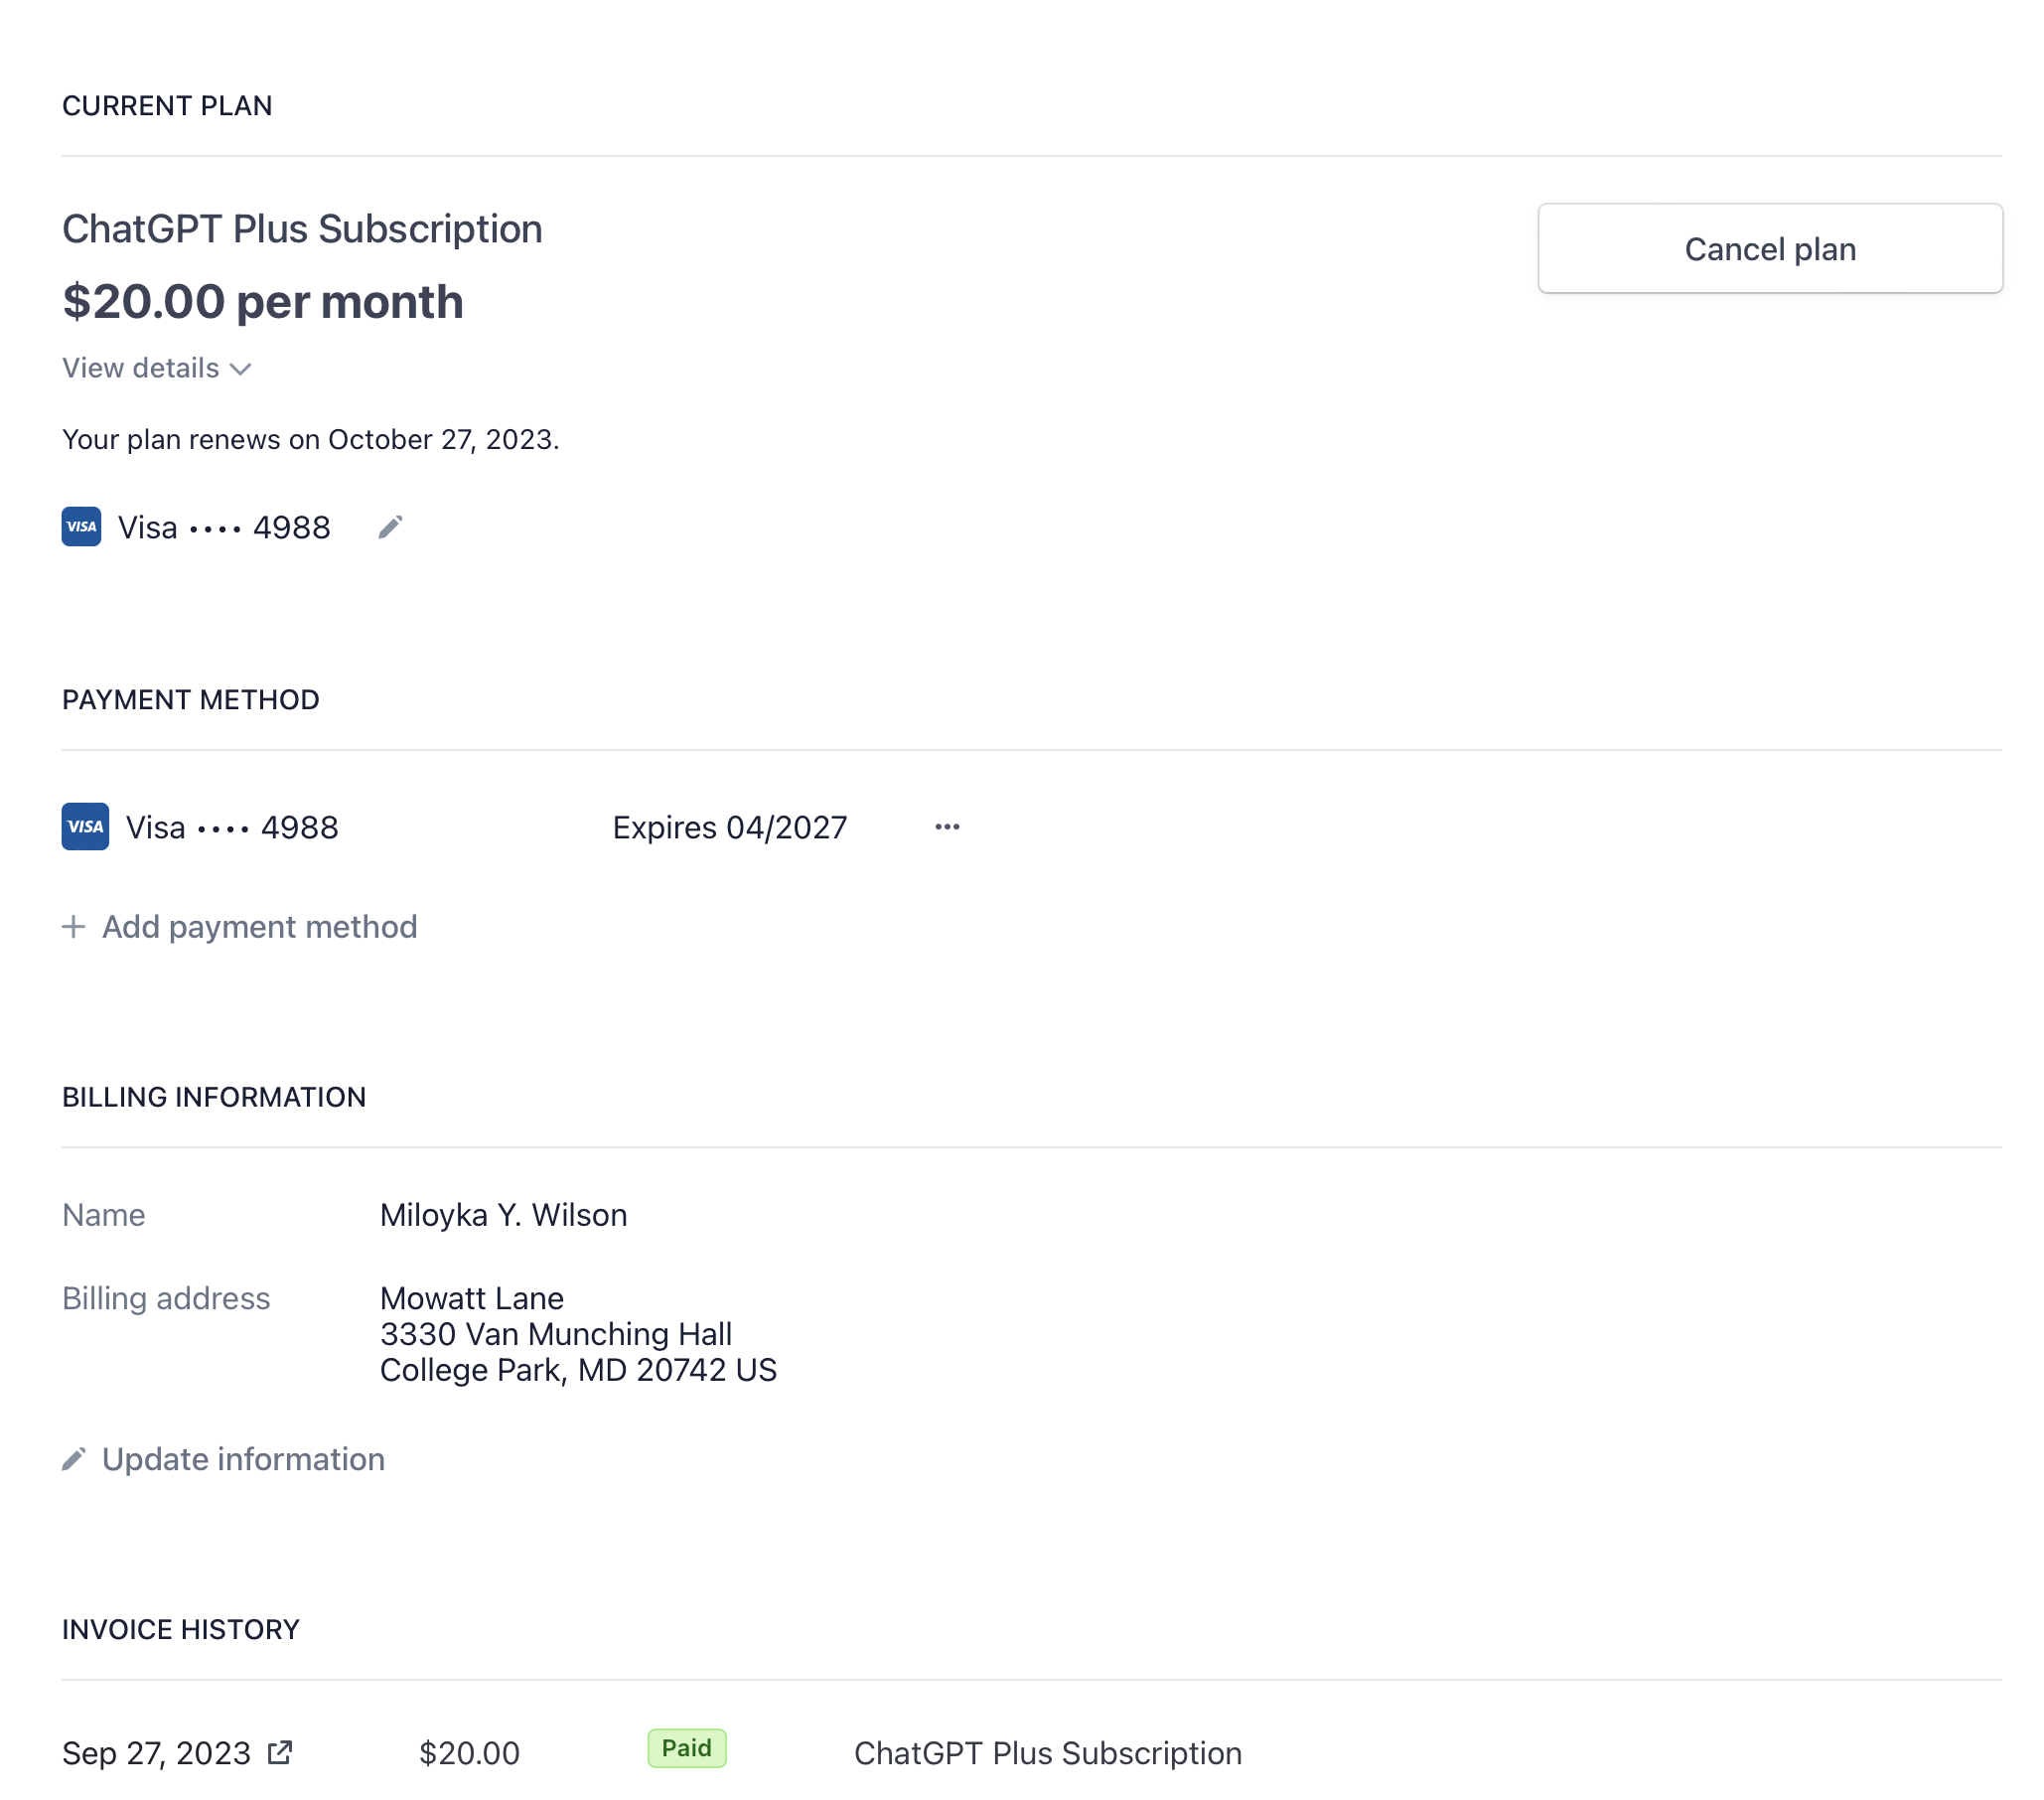 CURRENT PLAN
ChatGPT Plus Subscription
Cancel plan
$20.00 per month
View details
Your plan renews on October 27, 2023.
VISA Visa •••• 4988
PAYMENT METHOD
VISA Visa •••• 4988 Expires 04/2027 •••
+ Add payment method
BILLING INFORMATION
Name Miloyka Y. Wilson
Billing address Mowatt Lane
3330 Van Munching Hall
College Park, MD 20742 US
Update information
INVOICE HISTORY
Sep 27, 2023 $20.00 Paid ChatGPT Plus Subscription